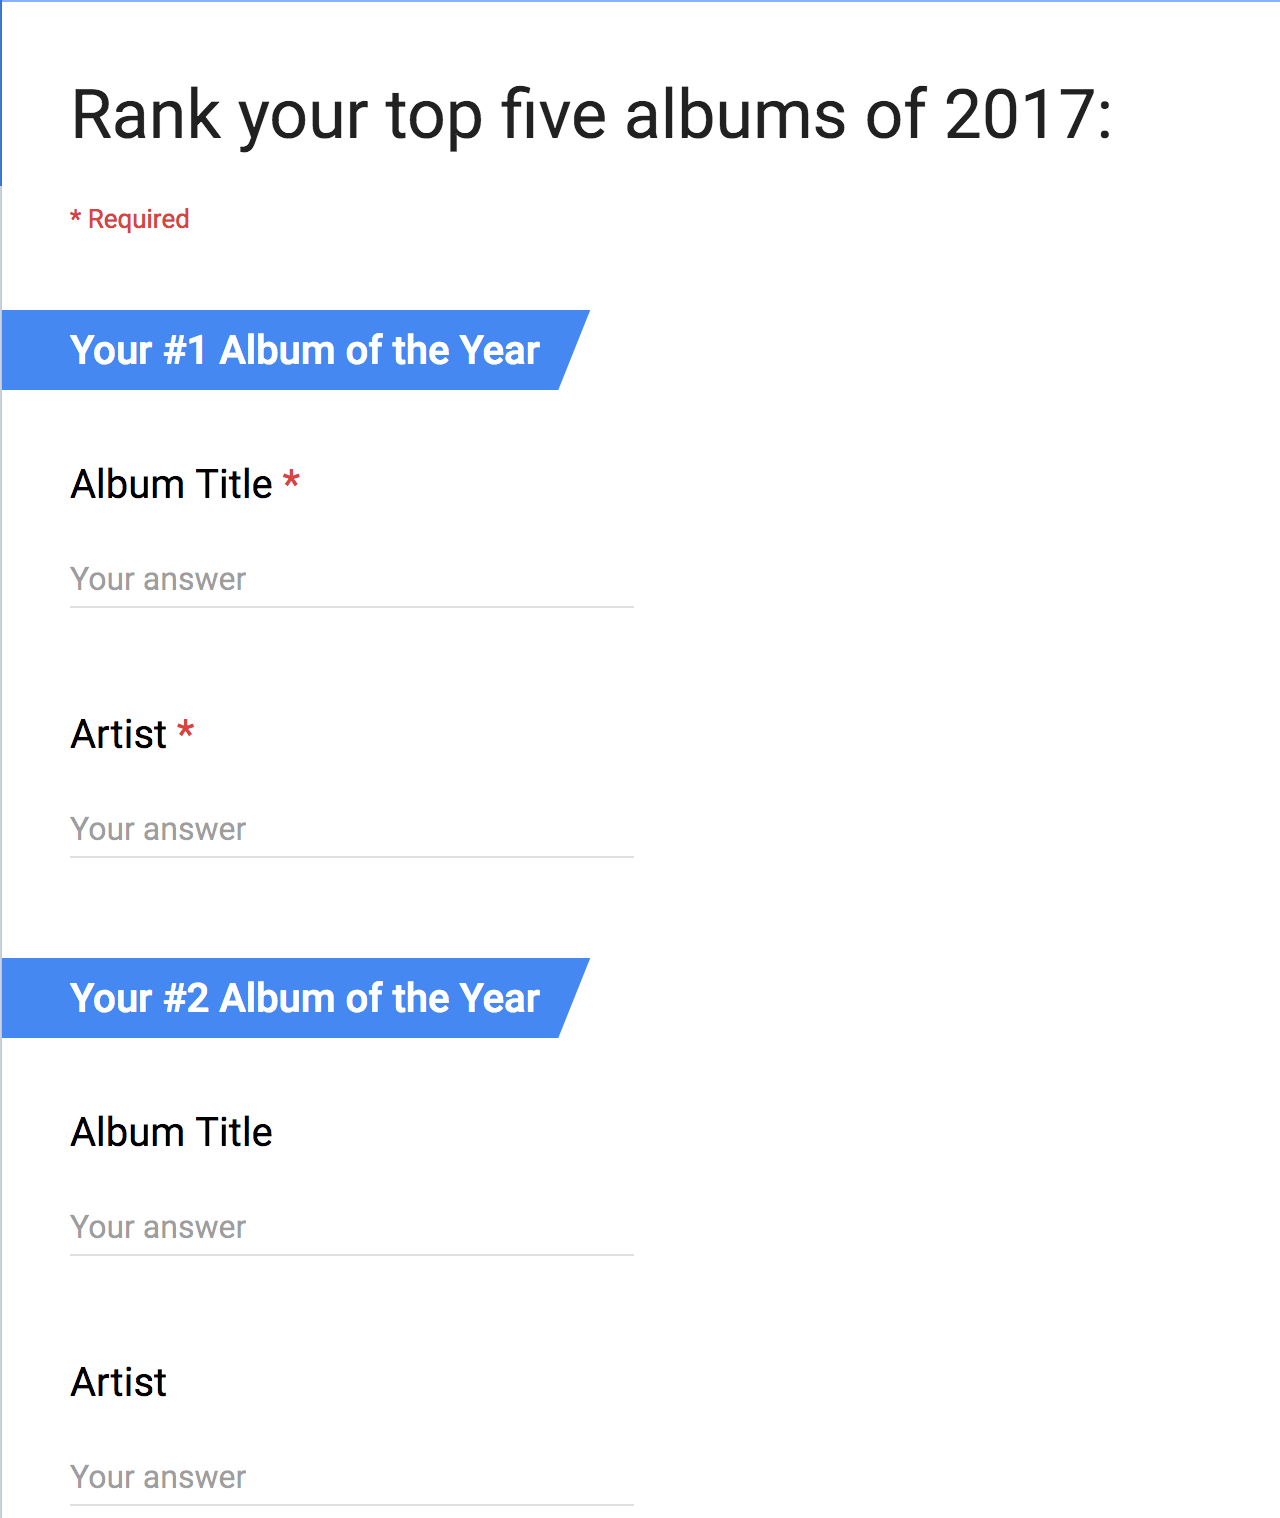 Rank your top five albums of 2017:
* Required
Your #1 Album of the Year
Album Title *
Your answer
Artist *
Your answer
Your #2 Album of the Year
Album Title
Your answer
Artist
Your answer